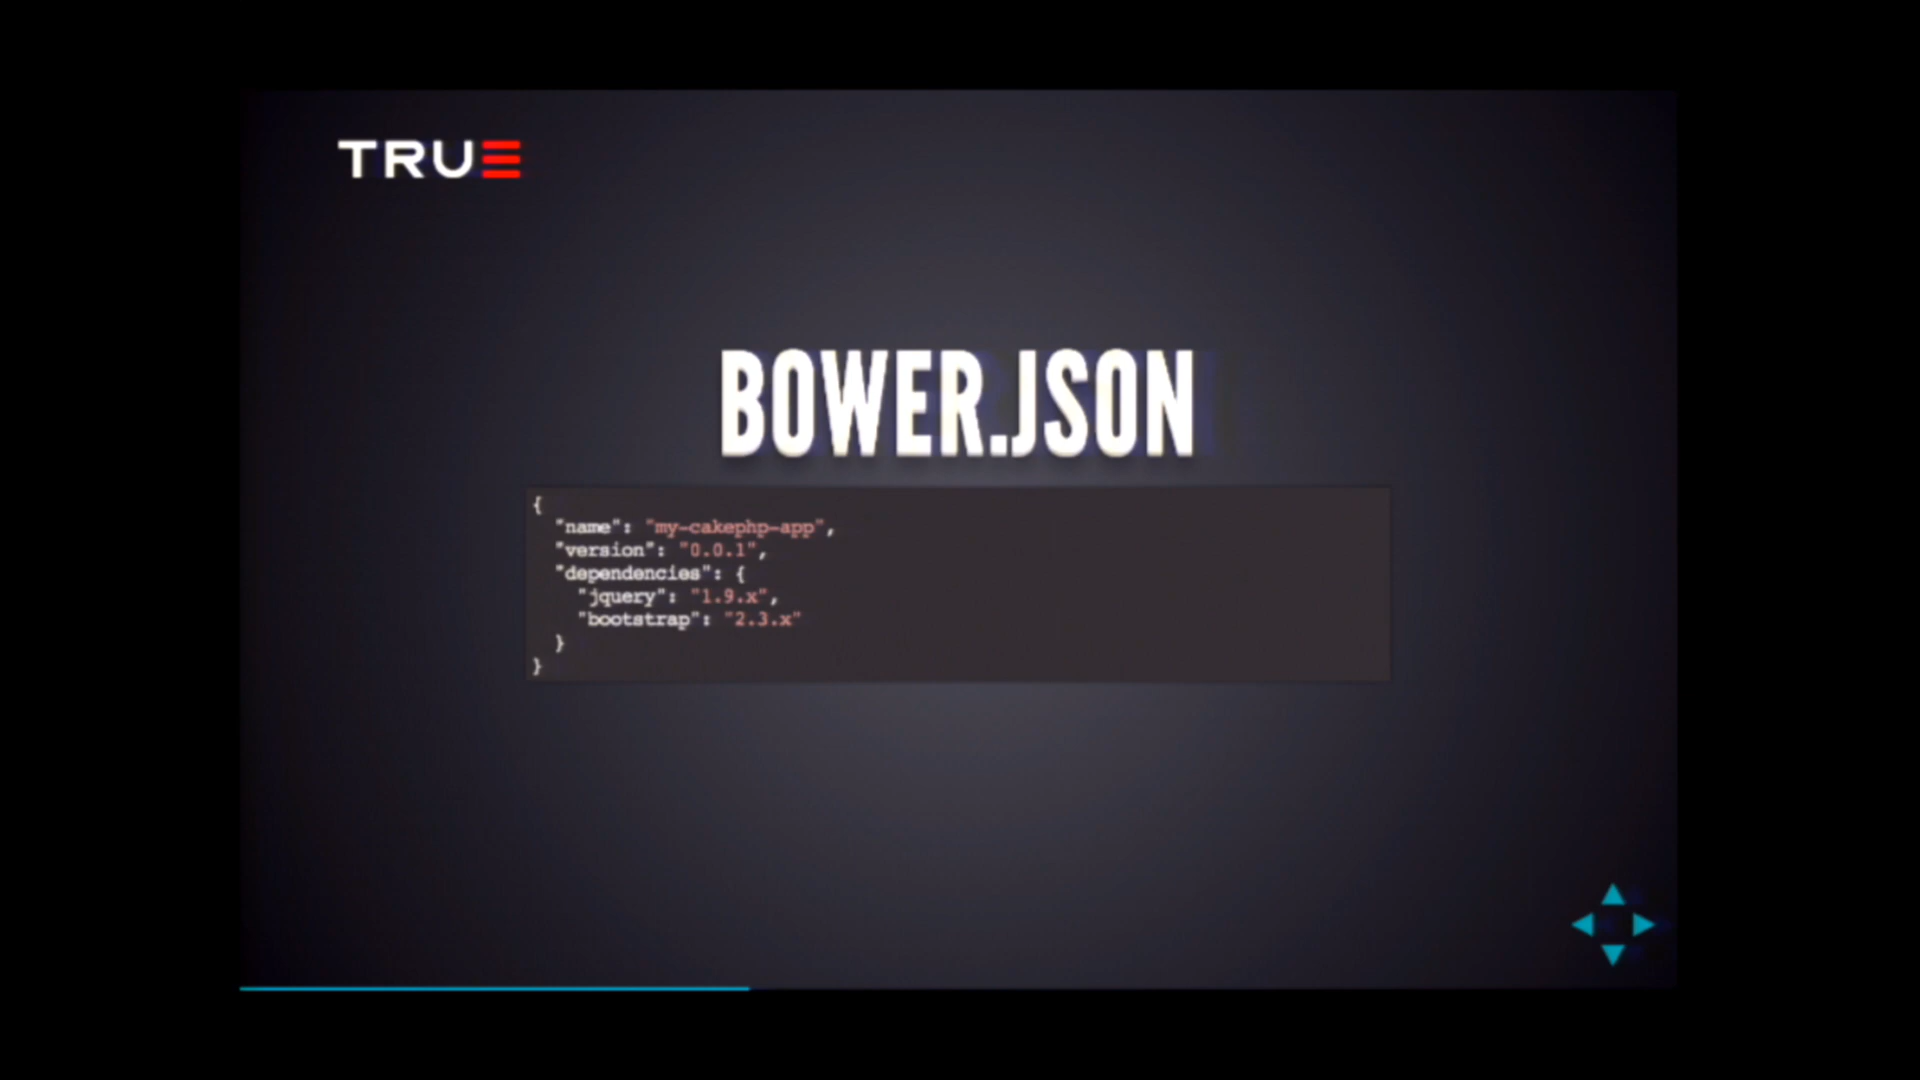 TRUE
BOWER.JSON
{
"name": "my-cakephp-app",
"version": "0.0.1",
"dependencies": {
"jquery": "1.9.x",
"bootstrap": "2.3.x"
}
}